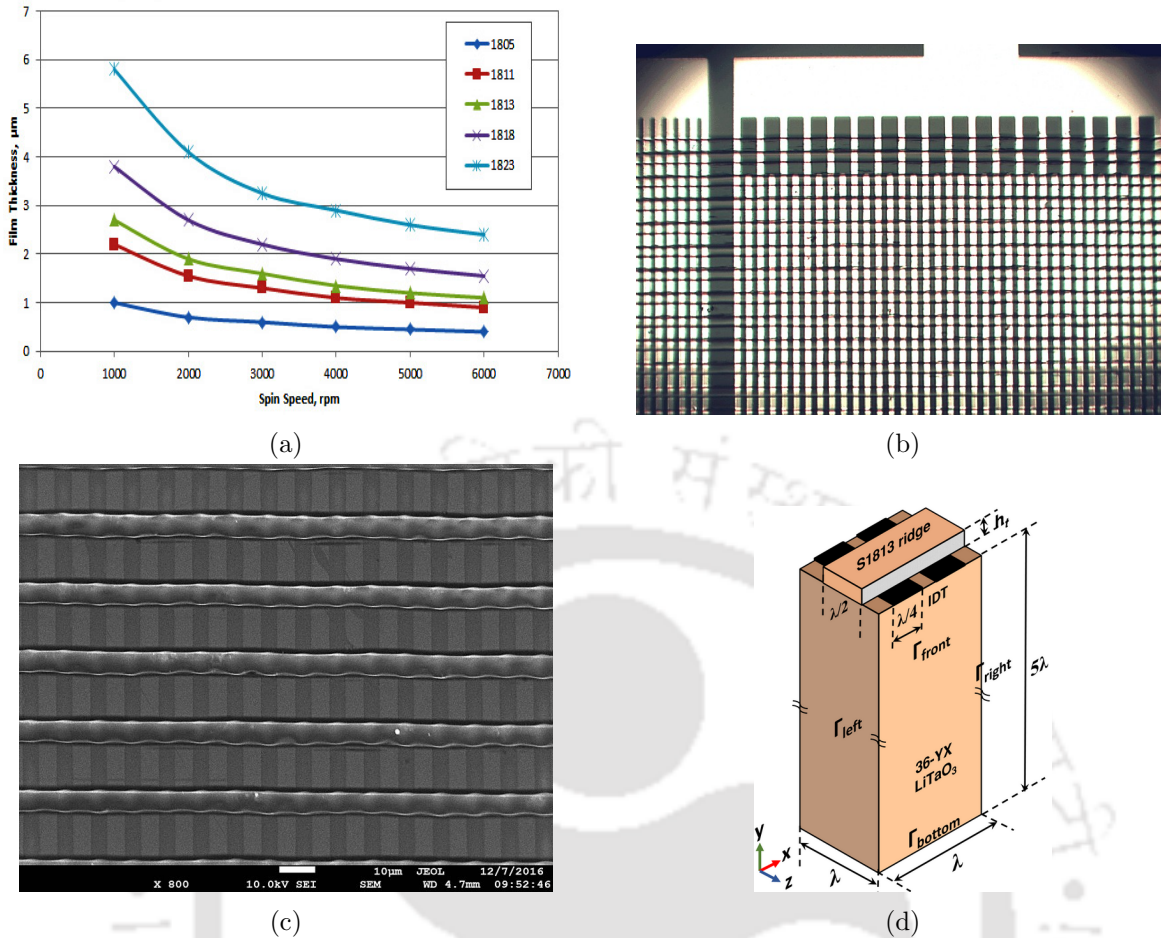 Film Thickness, µm
7
6
5
4
3
2
1
0
0 1000 2000 3000 4000 5000 6000 7000
Spin Speed, rpm
1805
1811
1813
1818
1823
(a)
(b)
10µm JEOL 12/7/2016
X 800 10.0kV SEI SEM WD 4.7mm 09:52:46
(c)
S1813 ridge
hᵣ
λ/2
λ/4
IDT
Γfront
Γright
5λ
Γleft
36-YX
LiTaO₃
Γbottom
y
x
z
λ
λ
(d)